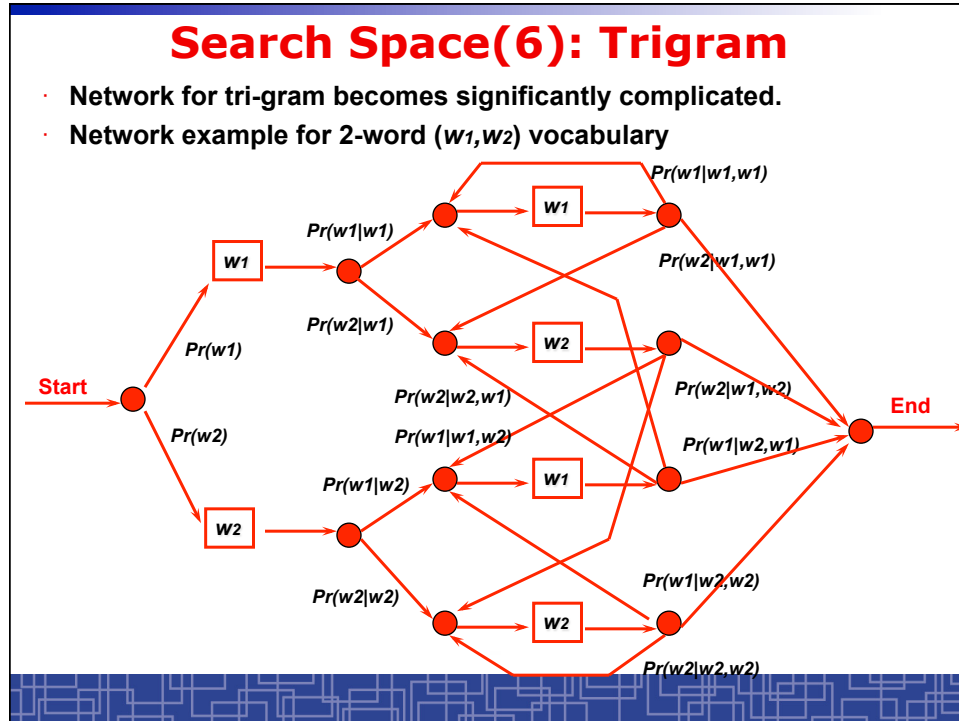 Search Space(6): Trigram
· Network for tri-gram becomes significantly complicated.
· Network example for 2-word (w1,w2) vocabulary
Pr(w1|w1,w1)
w1
Pr(w1|w1)
w1
Pr(w2|w1,w1)
Pr(w2|w1)
w2
Pr(w1)
Start
Pr(w2|w2,w1)
Pr(w2|w1,w2)
End
Pr(w2)
Pr(w1|w1,w2)
Pr(w1|w2,w1)
Pr(w1|w2)
w1
w2
Pr(w2|w2)
Pr(w1|w2,w2)
w2
Pr(w2|w2,w2)